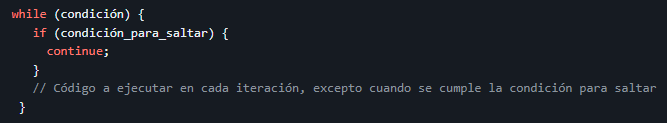 while (condición) {
if (condición_para_saltar) {
continue;
}
// Código a ejecutar en cada iteración, excepto cuando se cumple la condición para saltar
}